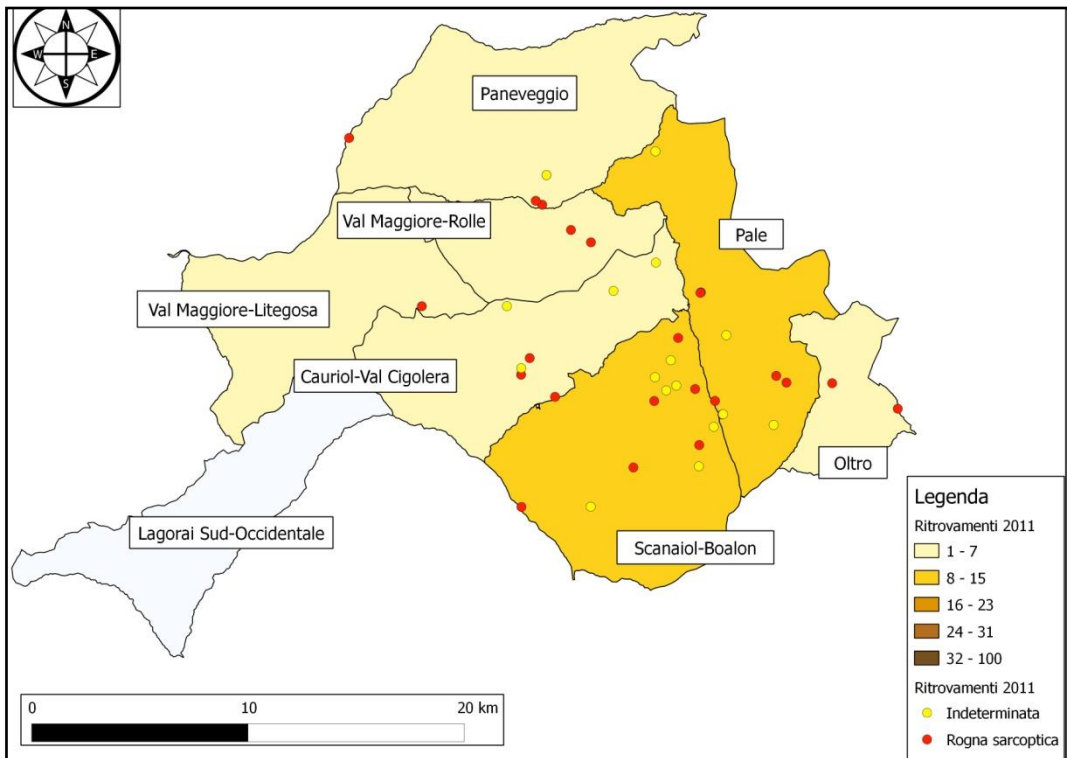 N
W
E
S
Paneveggio
Val Maggiore-Rolle
Pale
Val Maggiore-Litegosa
Cauriol-Val Cigolera
Oltro
Lagorai Sud-Occidentale
Scanaiol-Boalon
Legenda
Ritrovamenti 2011
1 - 7
8 - 15
16 - 23
24 - 31
32 - 100
Ritrovamenti 2011
Indeterminata
Rogna sarcoptica
0 10 20 km